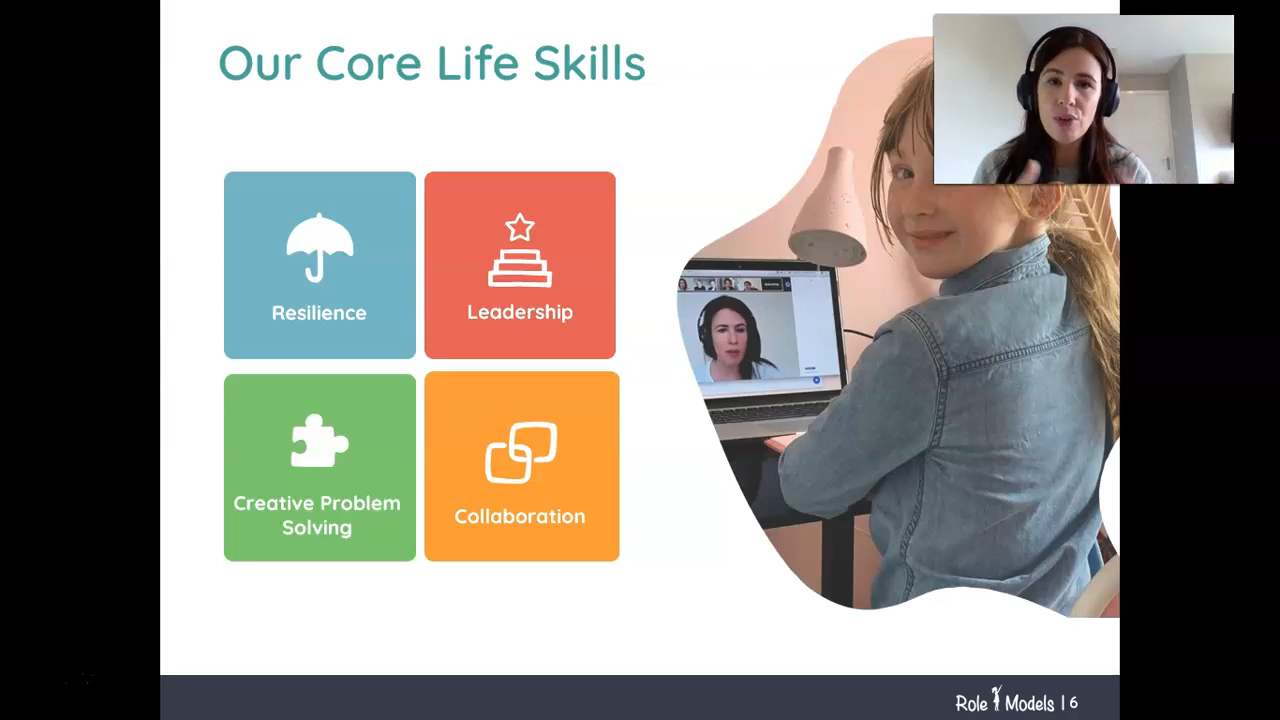 Our Core Life Skills
Resilience
Leadership
Creative Problem
Solving
Collaboration
Role Models | 6